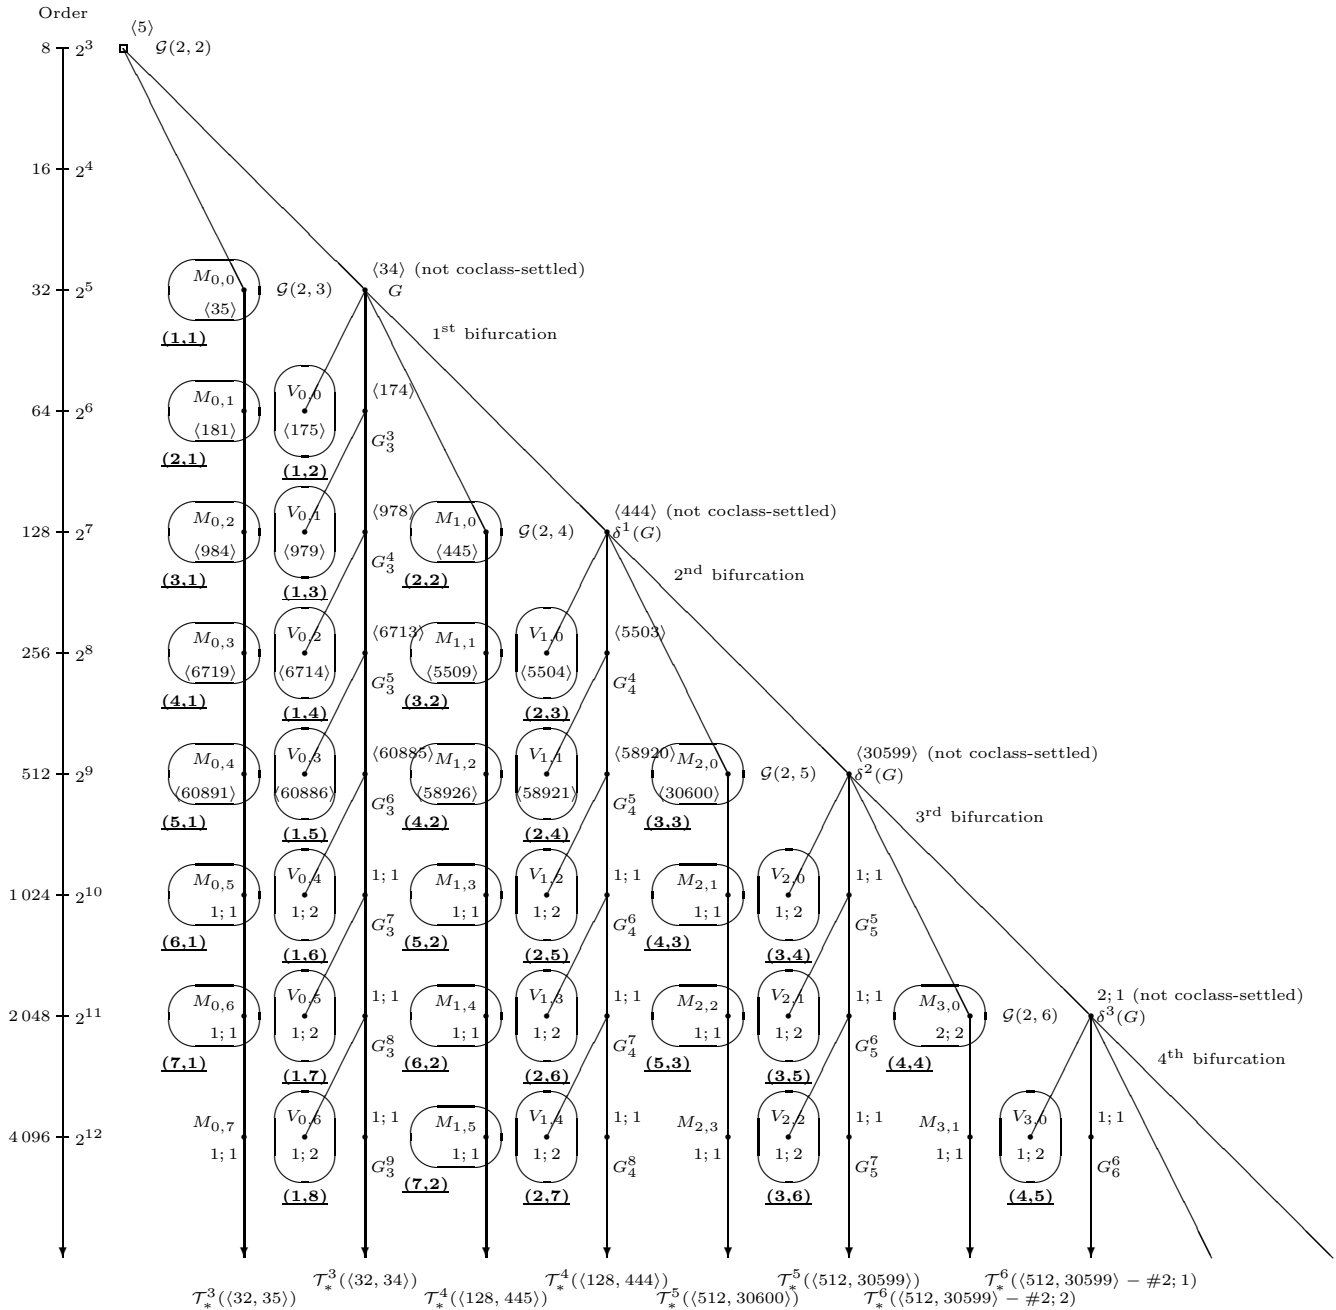 Order
⟨5⟩
8 2^3 𝒢(2, 2)
16 2^4
⟨34⟩ (not coclass-settled)
M_{0,0}
32 2^5 𝒢(2, 3) G
⟨35⟩
(1,1)
1^{st} bifurcation
⟨174⟩
M_{0,1} V_{0,0}
64 2^6
⟨181⟩ ⟨175⟩
G_3^3
(2,1) (1,2)
⟨978⟩ ⟨444⟩ (not coclass-settled)
M_{0,2} V_{0,1} M_{1,0}
128 2^7 𝒢(2, 4) δ^1(G)
⟨984⟩ ⟨979⟩ ⟨445⟩
G_3^4
(3,1) (1,3) (2,2)
2^{nd} bifurcation
⟨6713⟩ ⟨5503⟩
M_{0,3} V_{0,2} M_{1,1} V_{1,0}
256 2^8
⟨6719⟩ ⟨6714⟩ ⟨5509⟩ ⟨5504⟩
G_3^5 G_4^4
(4,1) (1,4) (3,2) (2,3)
⟨60885⟩ ⟨58920⟩ ⟨30599⟩ (not coclass-settled)
M_{0,4} V_{0,3} M_{1,2} V_{1,1} M_{2,0}
512 2^9 𝒢(2, 5) δ^2(G)
⟨60891⟩ ⟨60886⟩ ⟨58926⟩ ⟨58921⟩ ⟨30600⟩
G_3^6 G_4^5
(5,1) (1,5) (4,2) (2,4) (3,3)
3^{rd} bifurcation
1; 1 1; 1 1; 1
M_{0,5} V_{0,4} M_{1,3} V_{1,2} M_{2,1} V_{2,0}
1 024 2^{10}
1; 1 1; 2 1; 1 1; 2 1; 1 1; 2
G_3^7 G_4^6 G_5^5
(6,1) (1,6) (5,2) (2,5) (4,3) (3,4)
1; 1 1; 1 1; 1 2; 1 (not coclass-settled)
M_{0,6} V_{0,5} M_{1,4} V_{1,3} M_{2,2} V_{2,1} M_{3,0}
2 048 2^{11} 𝒢(2, 6) δ^3(G)
1; 1 1; 2 1; 1 1; 2 1; 1 1; 2 2; 2
G_3^8 G_4^7 G_5^6
(7,1) (1,7) (6,2) (2,6) (5,3) (3,5) (4,4)
4^{th} bifurcation
1; 1 1; 1 1; 1 1; 1
M_{0,7} V_{0,6} M_{1,5} V_{1,4} M_{2,3} V_{2,2} M_{3,1} V_{3,0}
4 096 2^{12}
1; 1 1; 2 1; 1 1; 2 1; 1 1; 2 1; 1 1; 2
G_3^9 G_4^8 G_5^7 G_6^6
(1,8) (7,2) (2,7) (3,6) (4,5)
𝒯_*^3(⟨32, 34⟩) 𝒯_*^4(⟨128, 444⟩) 𝒯_*^5(⟨512, 30599⟩) 𝒯_*^6(⟨512, 30599⟩ − #2; 1)
𝒯_*^3(⟨32, 35⟩) 𝒯_*^4(⟨128, 445⟩) 𝒯_*^5(⟨512, 30600⟩) 𝒯_*^6(⟨512, 30599⟩ − #2; 2)